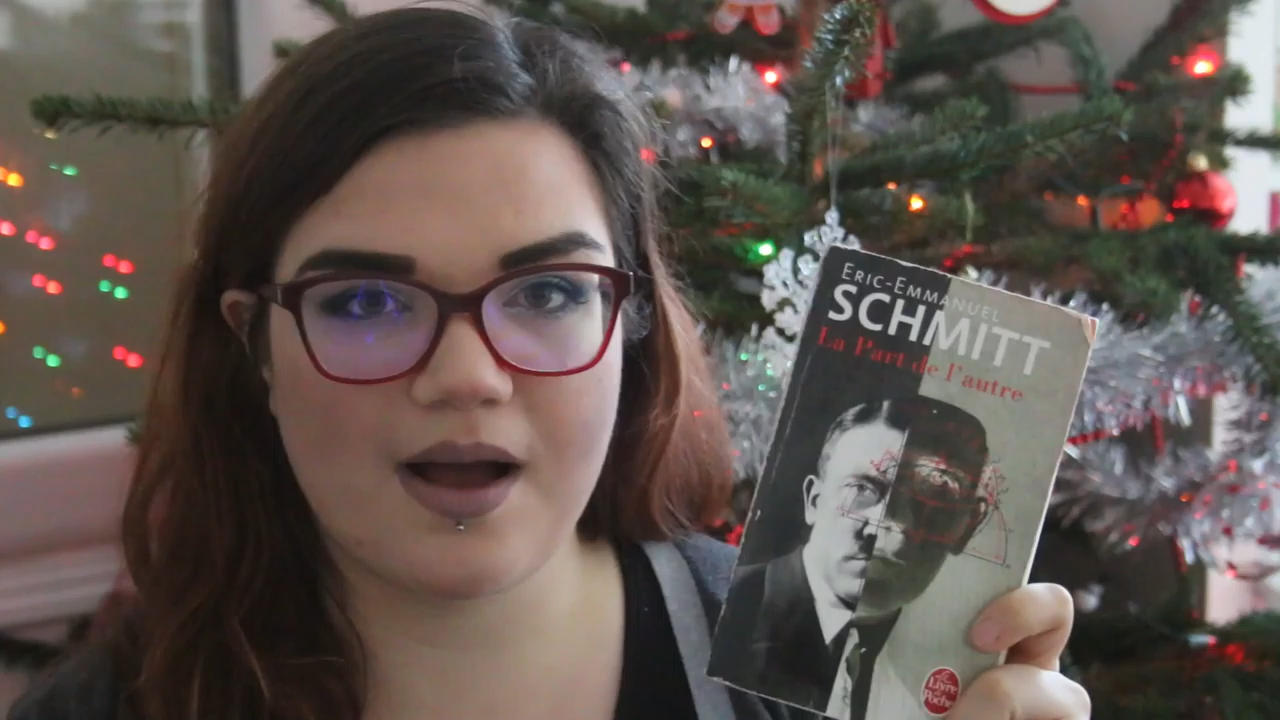 ERIC-EMMANUEL
SCHMITT
La Part de l'autre
Le
Livre
de
Poche